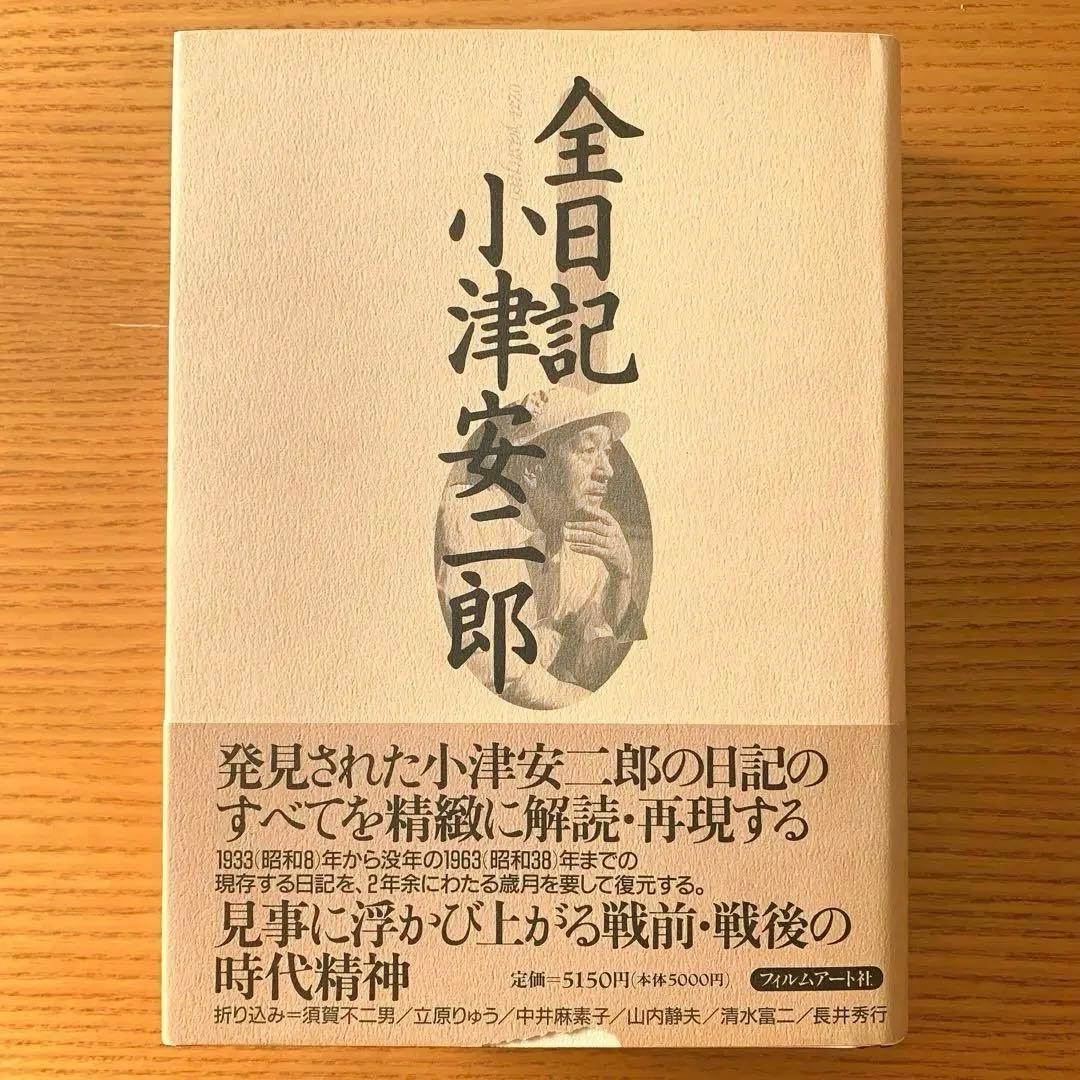 全日記
小津安二郎
発見された小津安二郎の日記の
すべてを精緻に解読・再現する
1933(昭和8)年から没年の1963(昭和38)年までの
現存する日記を、2年余にわたる歳月を要して復元する。
見事に浮かび上がる戦前・戦後の
時代精神
定価=5150円(本体5000円) フィルムアート社
折り込み=須賀不二男/立原りゅう/中井麻素子/山内静夫/清水富二/長井秀行